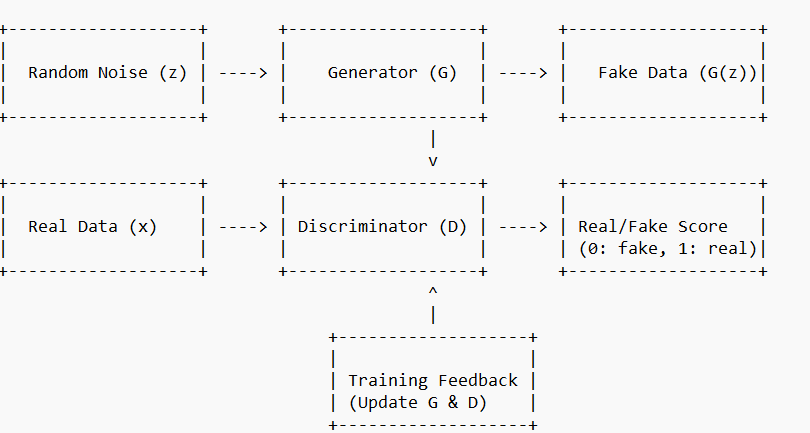 +-------------------+       +-------------------+       +-------------------+
|                   |       |                   |       |                   |
|  Random Noise (z) | ----> |    Generator (G)  | ----> |   Fake Data (G(z))|
|                   |       |                   |       |                   |
+-------------------+       +-------------------+       +-------------------+
                                           |
                                           v
+-------------------+       +-------------------+       +-------------------+
|                   |       |                   |       |                   |
|  Real Data (x)    | ----> | Discriminator (D) | ----> | Real/Fake Score   |
|                   |       |                   |       | (0: fake, 1: real)|
+-------------------+       +-------------------+       +-------------------+
                                           ^
                                           |
                                 +-------------------+
                                 |                   |
                                 | Training Feedback |
                                 | (Update G & D)    |
                                 +-------------------+